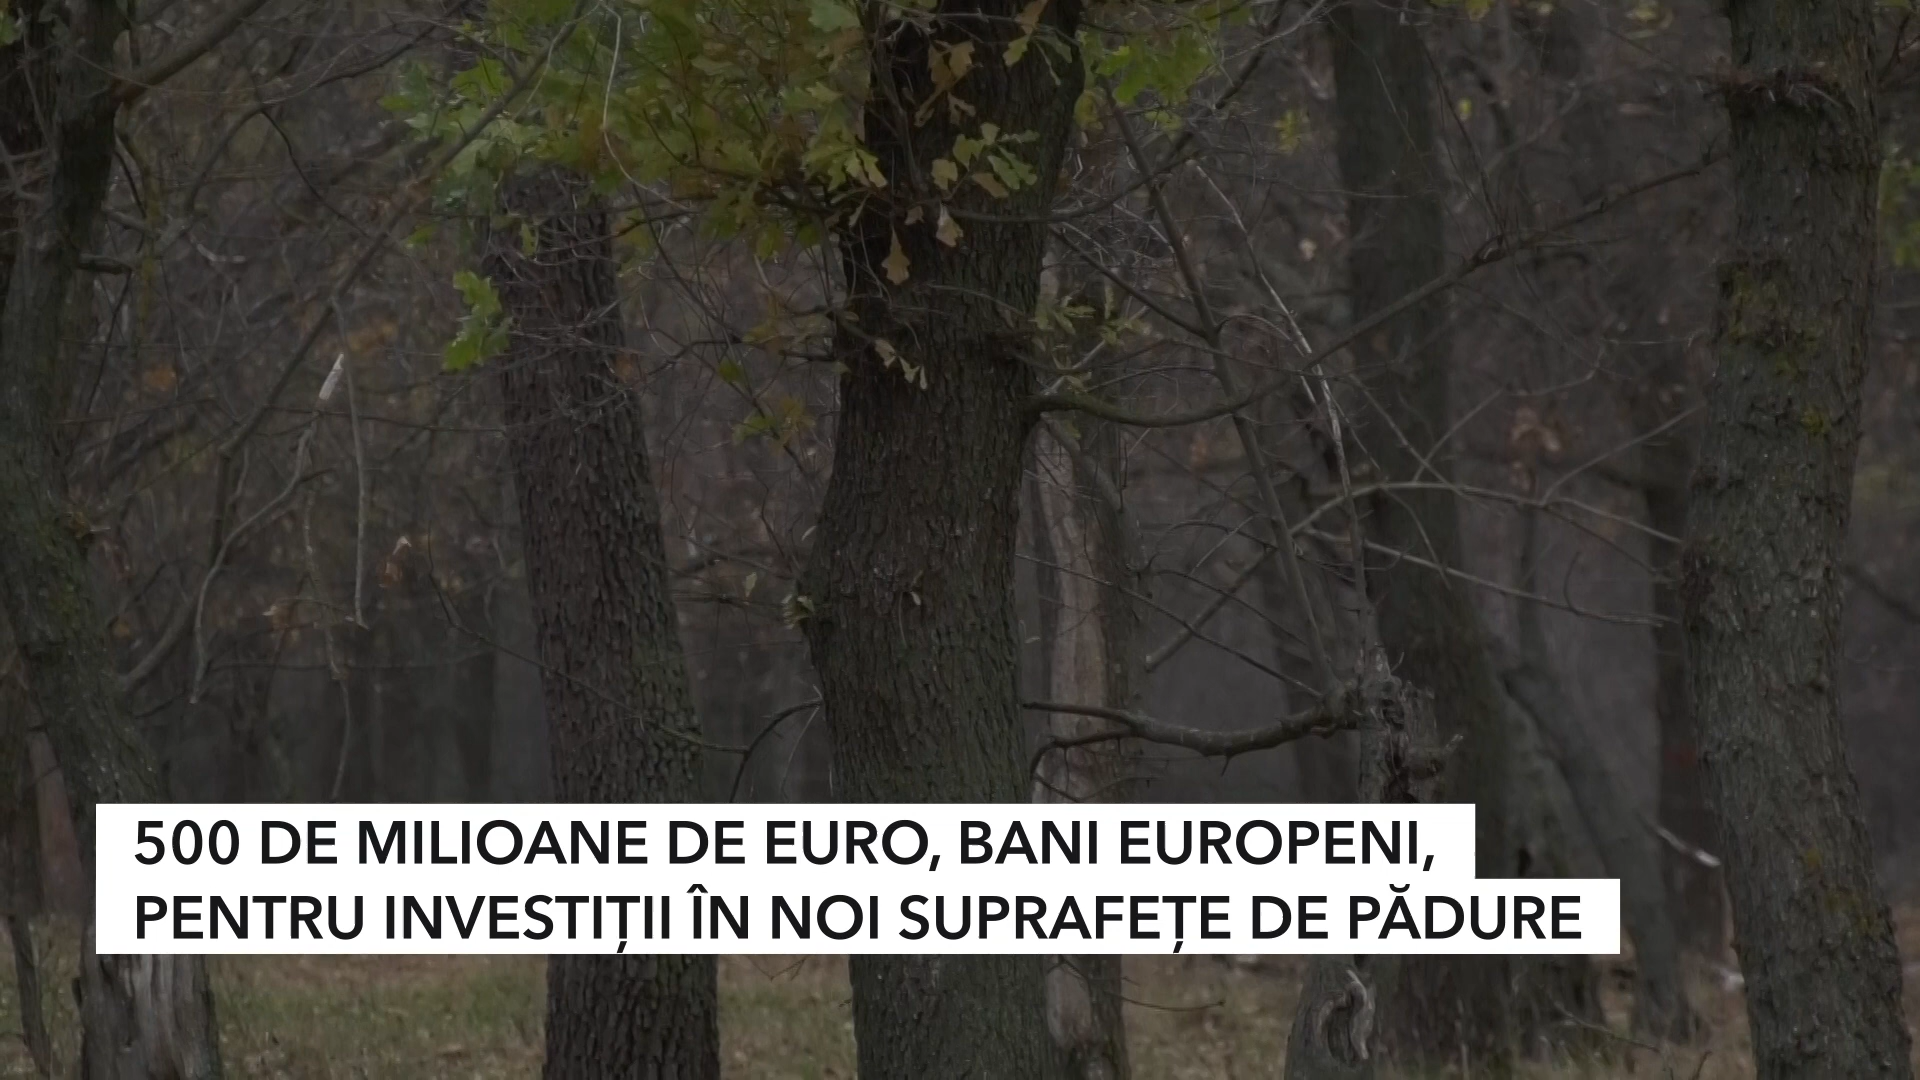 500 DE MILIOANE DE EURO, BANI EUROPENI,
PENTRU INVESTIȚII ÎN NOI SUPRAFEȚE DE PĂDURE